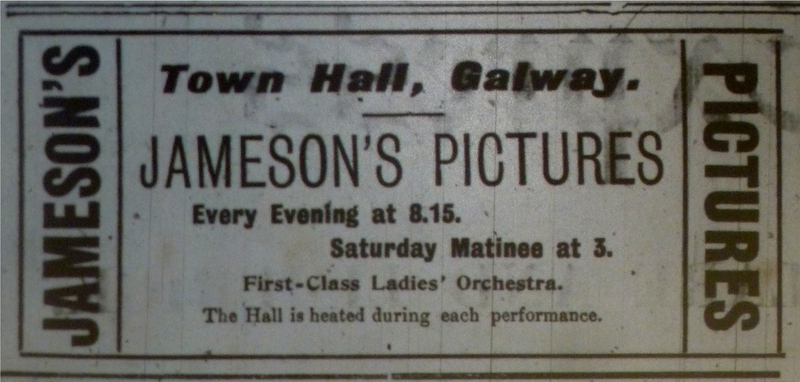 JAMESON'S
Town Hall, Galway.
JAMESON'S PICTURES
Every Evening at 8.15.
Saturday Matinee at 3.
First-Class Ladies' Orchestra.
The Hall is heated during each performance.
PICTURES